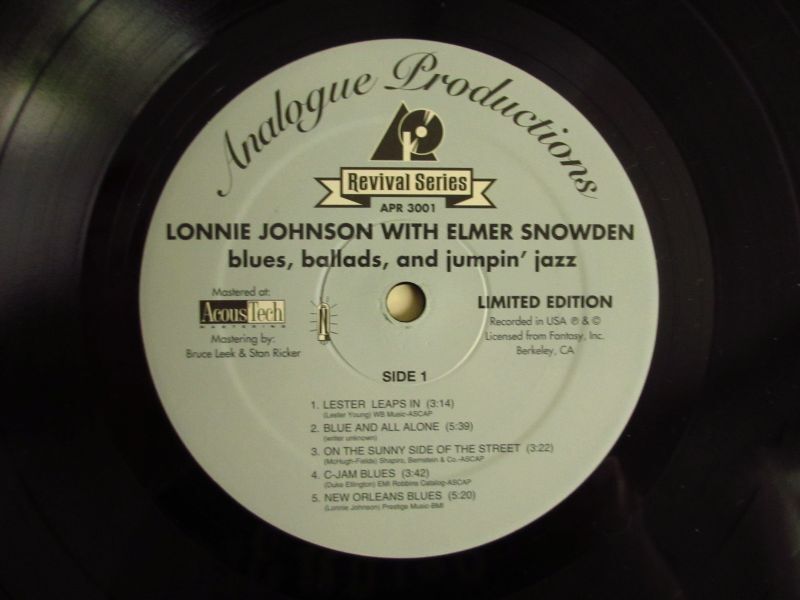 Analogue Productions
Revival Series
APR 3001
LONNIE JOHNSON WITH ELMER SNOWDEN
blues, ballads, and jumpin' jazz
Mastered at:
AcousTech
MASTERING
Mastering by:
Bruce Leek & Stan Ricker
LIMITED EDITION
Recorded in USA ℗ & ©
Licensed from Fantasy, Inc.
Berkeley, CA
SIDE 1
1. LESTER LEAPS IN (3:14)
(Lester Young) WB Music-ASCAP
2. BLUE AND ALL ALONE (5:39)
(writer unknown)
3. ON THE SUNNY SIDE OF THE STREET (3:22)
(McHugh-Fields) Shapiro, Bernstein & Co.-ASCAP
4. C-JAM BLUES (3:42)
(Duke Ellington) EMI Robbins Catalog-ASCAP
5. NEW ORLEANS BLUES (5:20)
(Lonnie Johnson) Prestige Music-BMI